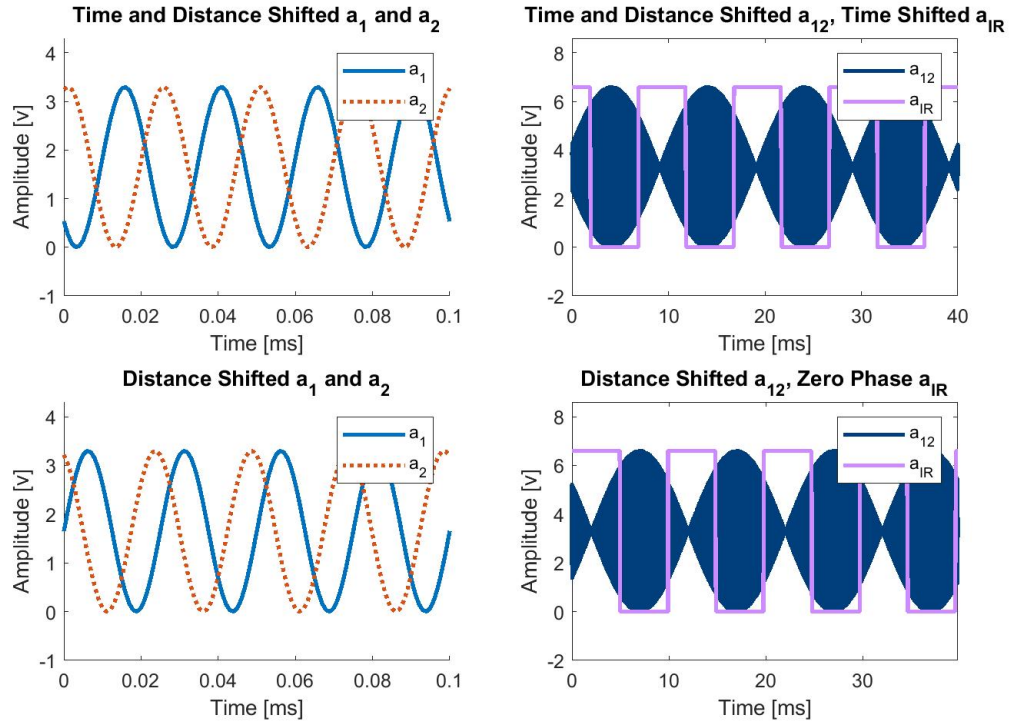 Time and Distance Shifted a1 and a2
4
3
2
1
0
-1
Amplitude [v]
a1
a2
0 0.02 0.04 0.06 0.08 0.1
Time [ms]
Time and Distance Shifted a12, Time Shifted aIR
8
6
4
2
0
-2
Amplitude [v]
a12
aIR
0 10 20 30 40
Time [ms]
Distance Shifted a1 and a2
4
3
2
1
0
-1
Amplitude [v]
a1
a2
0 0.02 0.04 0.06 0.08 0.1
Time [ms]
Distance Shifted a12, Zero Phase aIR
8
6
4
2
0
-2
Amplitude [v]
a12
aIR
0 10 20 30
Time [ms]